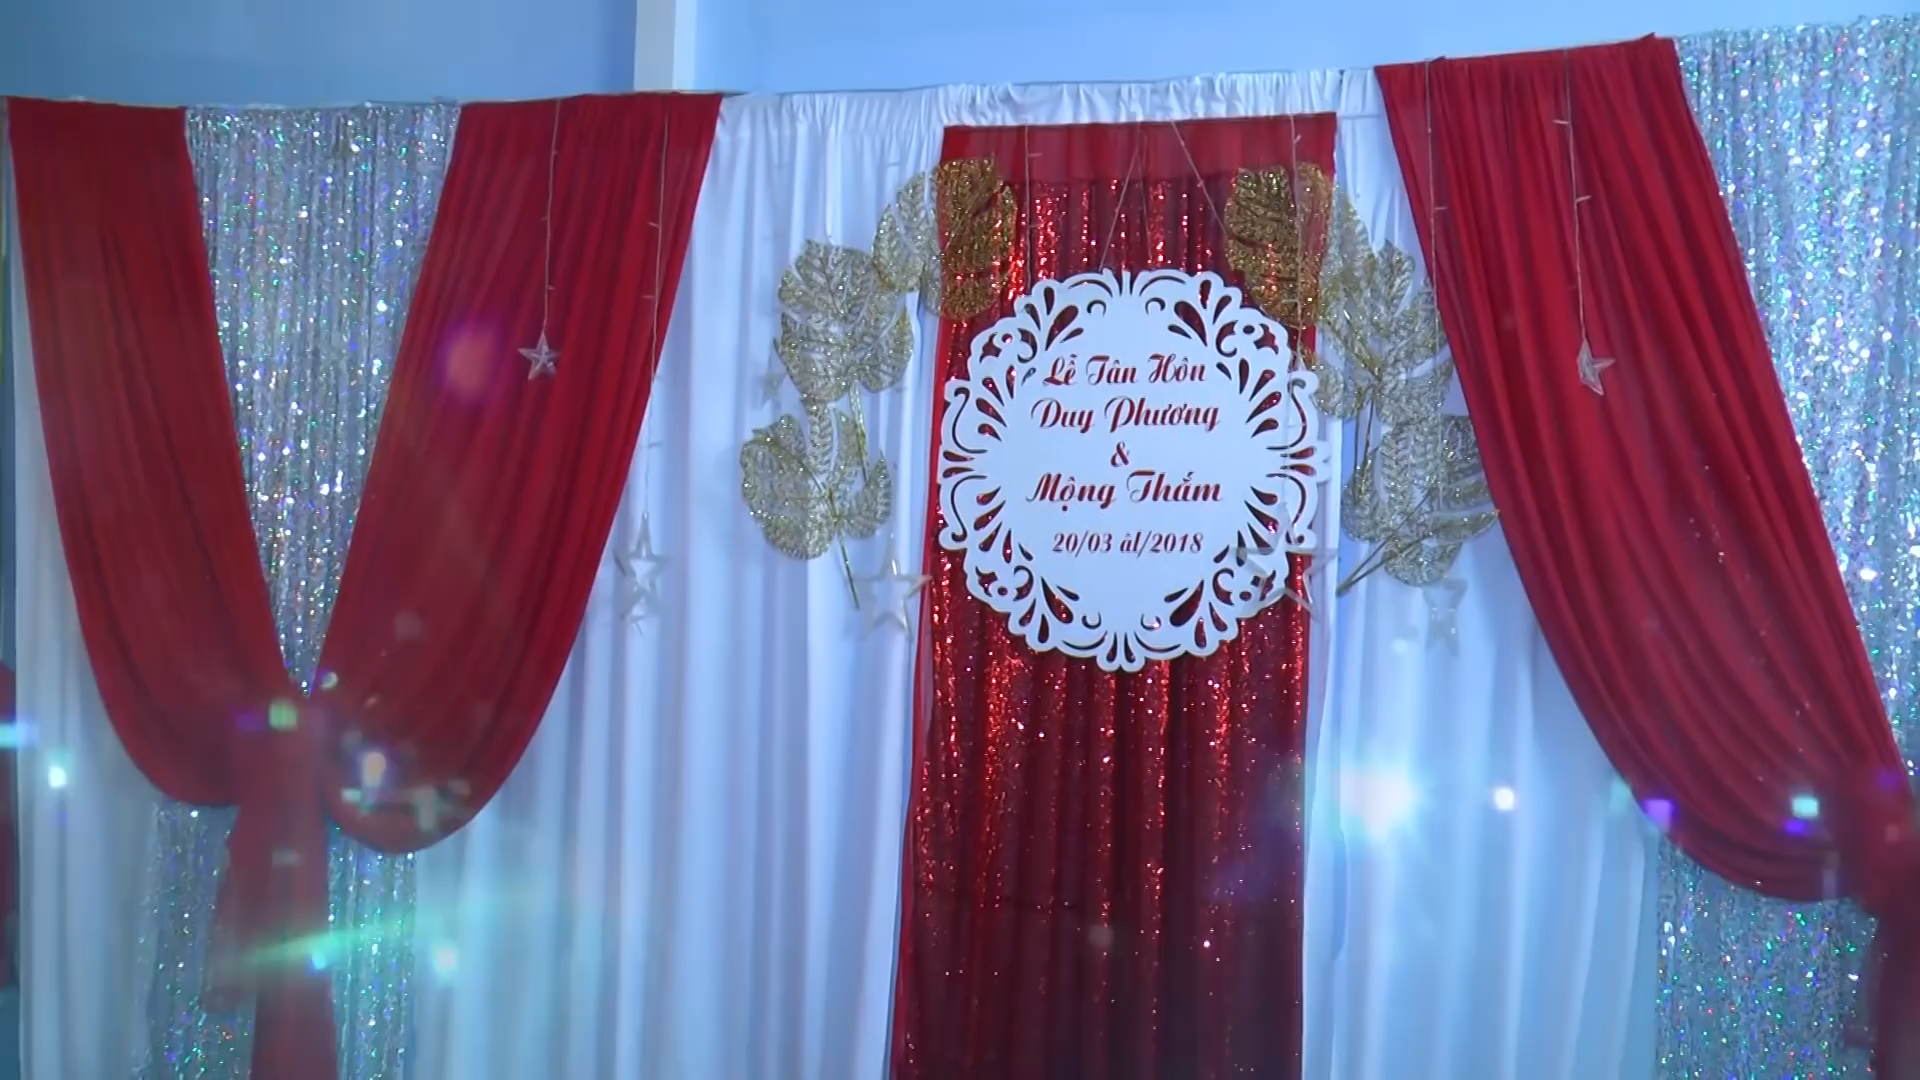 Lễ Tân Hôn
Duy Phương
&
Mộng Thắm
20/03 âl/2018